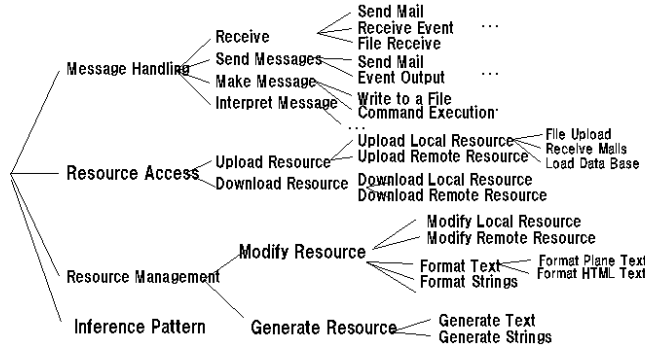 Send Mail
Receive Event ...
Receive
File Receive
Send Messages
Send Mail
Message Handling
Event Output ...
Make Message
Write to a File
Interpret Message
Command Execution
...
File Upload
Upload Local Resource
Receive Mails
Upload Resource
Upload Remote Resource
Load Data Base
Resource Access
Download Resource
Download Local Resource
Download Remote Resource
Modify Local Resource
Modify Remote Resource
Modify Resource
Format Plane Text
Format Text
Format HTML Text
Resource Management
Format Strings
Inference Pattern
Generate Resource
Generate Text
Generate Strings